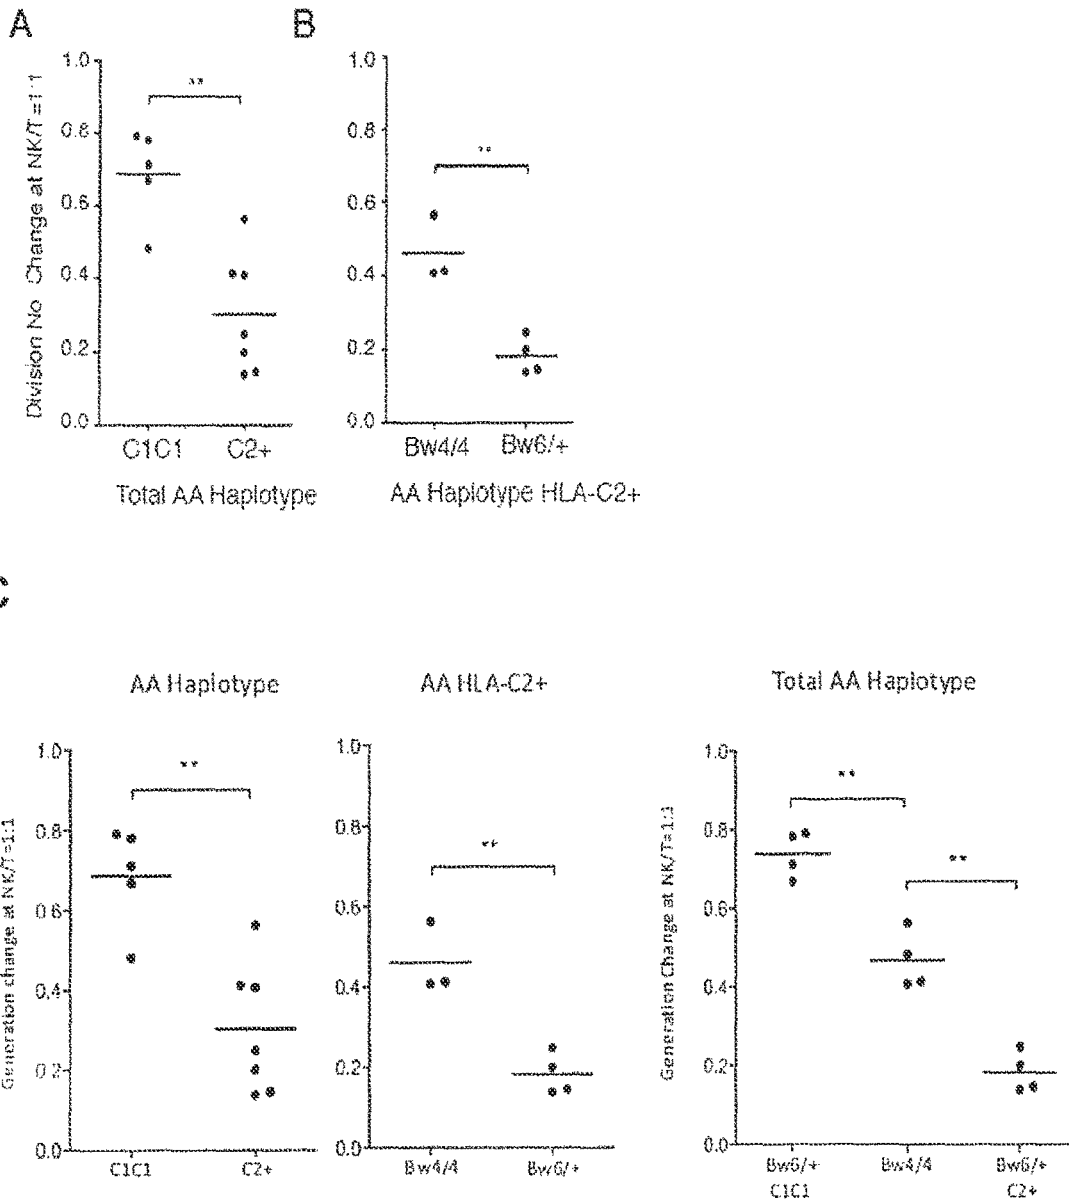 A
B
Division No Change at NK/T=1:1
1.0
0.8
0.6
0.4
0.2
0.0
**
C1C1 C2+
Total AA Haplotype
1.0
0.8
0.6
0.4
0.2
0.0
**
Bw4/4 Bw6/+
AA Haplotype HLA-C2+
C
AA Haplotype
Generation change at NK/T=1:1
1.0
0.8
0.6
0.4
0.2
0.0
**
C1C1 C2+
AA HLA-C2+
1.0
0.8
0.6
0.4
0.2
0.0
**
Bw4/4 Bw6/+
Total AA Haplotype
Generation Change at NK/T=1:1
1.0
0.8
0.6
0.4
0.2
0.0
**
**
Bw6/+ Bw4/4 Bw6/+
C1C1 C2+